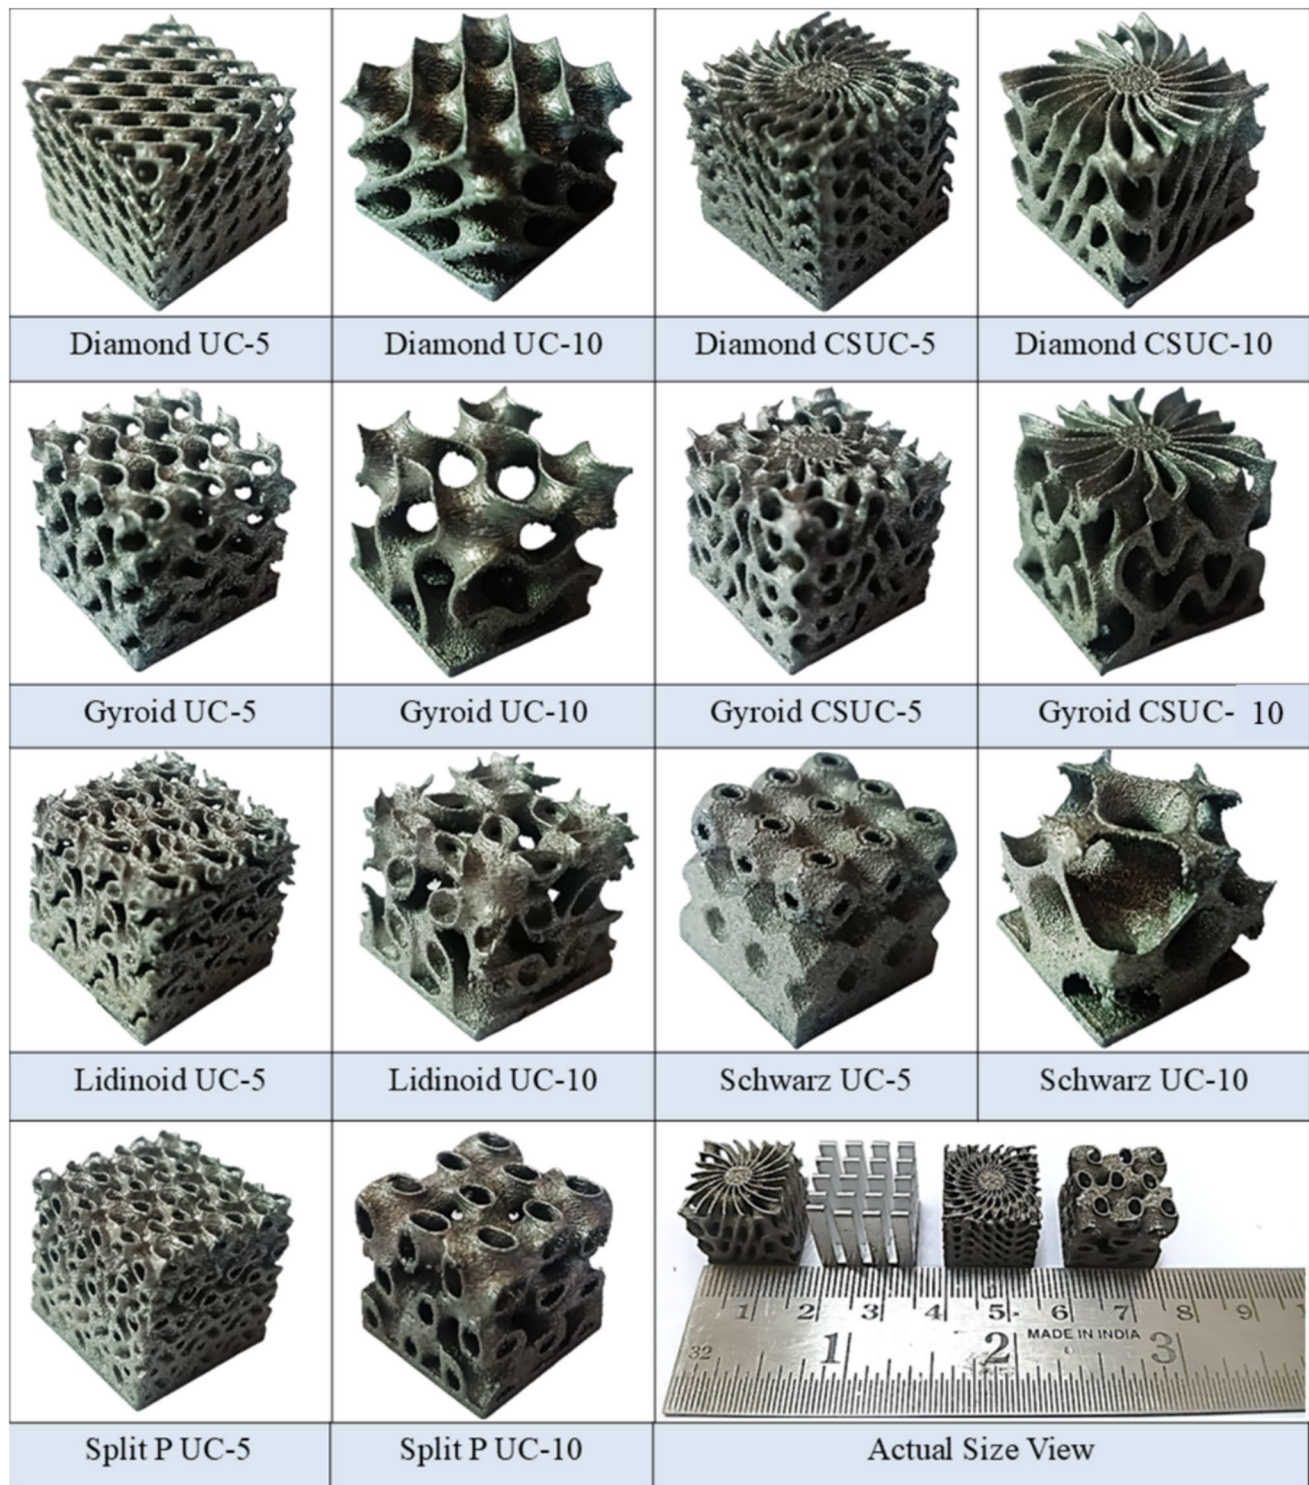 Diamond UC-5
Diamond UC-10
Diamond CSUC-5
Diamond CSUC-10
Gyroid UC-5
Gyroid UC-10
Gyroid CSUC-5
Gyroid CSUC- 10
Lidinoid UC-5
Lidinoid UC-10
Schwarz UC-5
Schwarz UC-10
1 2 3 4 5 6 7 8 9
MADE IN INDIA
32 1 2 3
Split P UC-5
Split P UC-10
Actual Size View